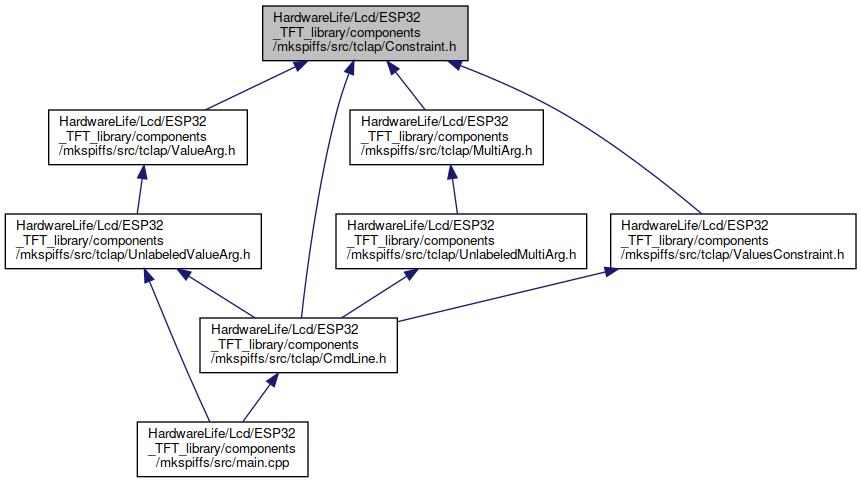 HardwareLife/Lcd/ESP32
_TFT_library/components
/mkspiffs/src/tclap/Constraint.h
HardwareLife/Lcd/ESP32
_TFT_library/components
/mkspiffs/src/tclap/ValueArg.h
HardwareLife/Lcd/ESP32
_TFT_library/components
/mkspiffs/src/tclap/MultiArg.h
HardwareLife/Lcd/ESP32
_TFT_library/components
/mkspiffs/src/tclap/UnlabeledValueArg.h
HardwareLife/Lcd/ESP32
_TFT_library/components
/mkspiffs/src/tclap/UnlabeledMultiArg.h
HardwareLife/Lcd/ESP32
_TFT_library/components
/mkspiffs/src/tclap/ValuesConstraint.h
HardwareLife/Lcd/ESP32
_TFT_library/components
/mkspiffs/src/tclap/CmdLine.h
HardwareLife/Lcd/ESP32
_TFT_library/components
/mkspiffs/src/main.cpp